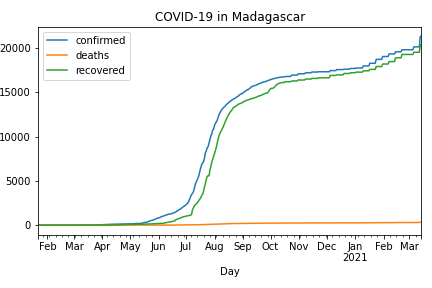 COVID-19 in Madagascar
confirmed
deaths
recovered
20000
15000
10000
5000
0
Feb Mar Apr May Jun Jul Aug Sep Oct Nov Dec Jan Feb Mar
2021
Day